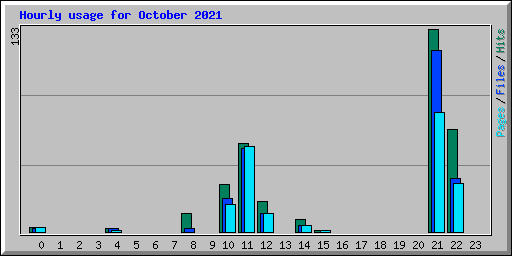 Hourly usage for October 2021
133
Pages/Files/Hits
0 1 2 3 4 5 6 7 8 9 10 11 12 13 14 15 16 17 18 19 20 21 22 23